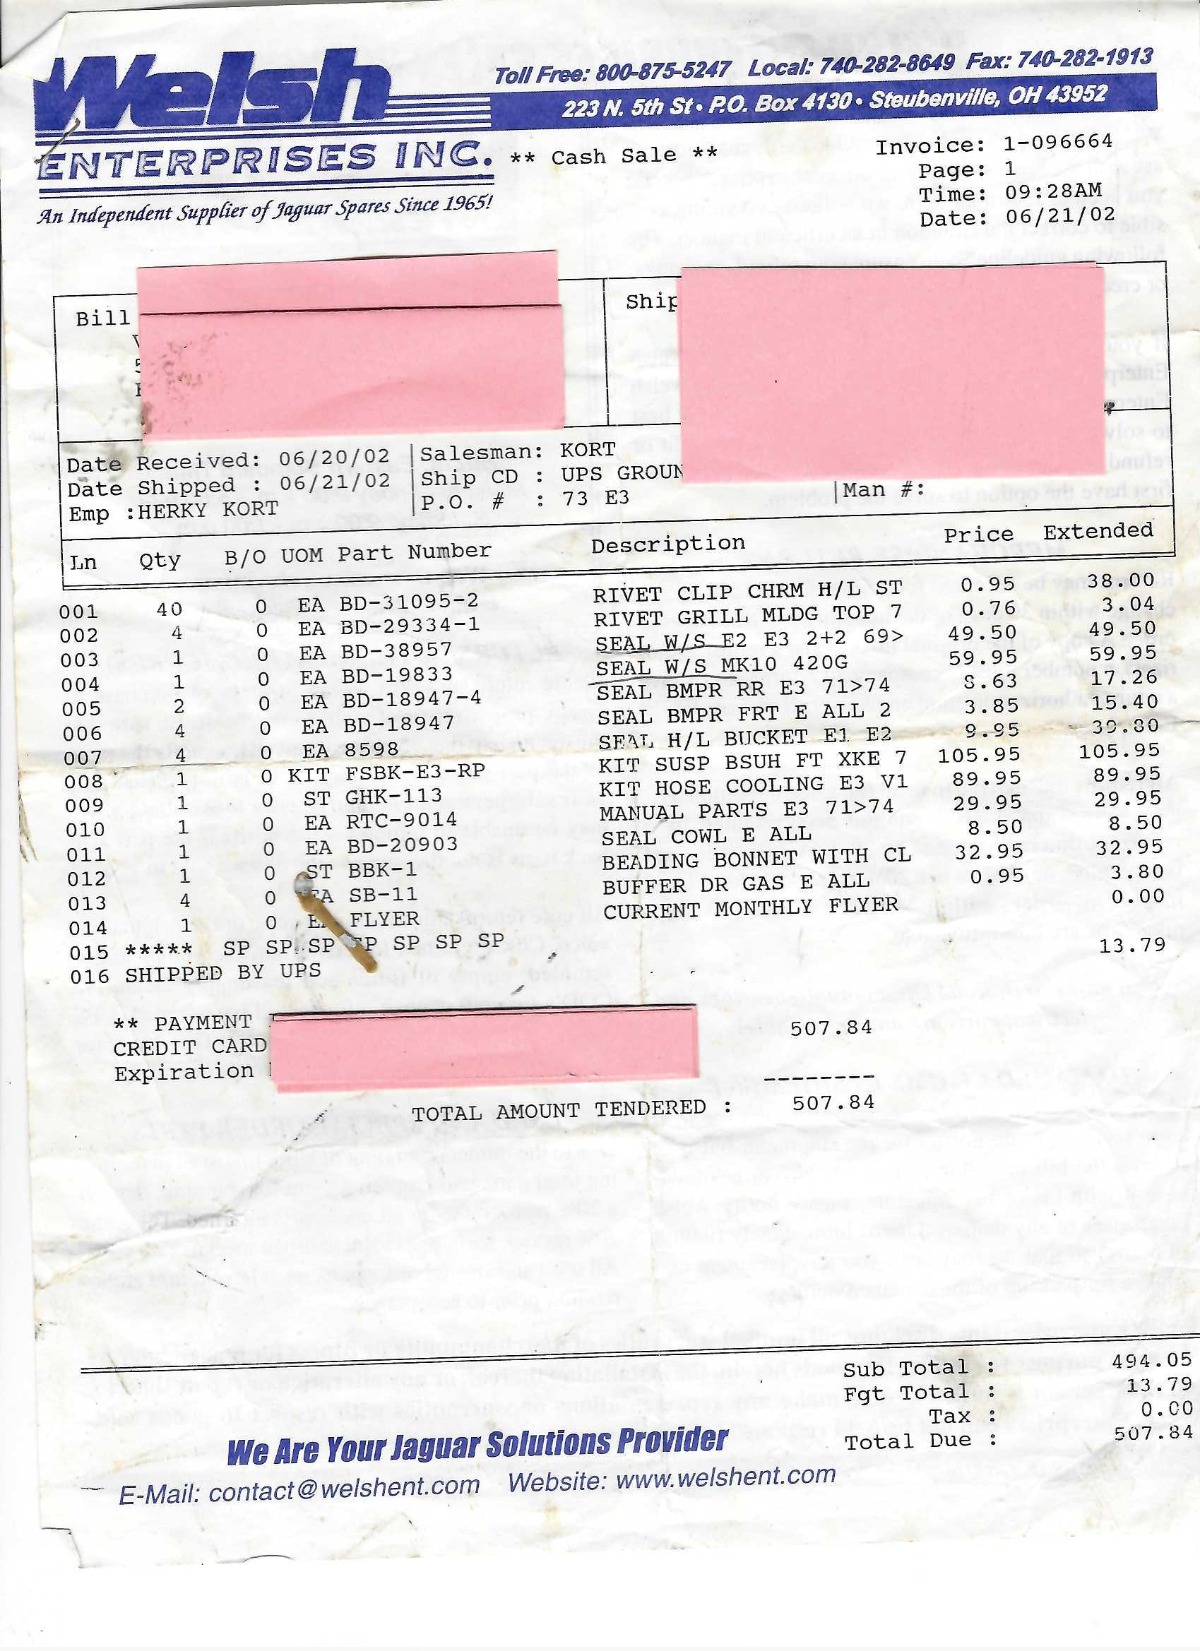 Welsh
ENTERPRISES INC.
An Independent Supplier of Jaguar Spares Since 1965!
Toll Free: 800-875-5247 Local: 740-282-8649 Fax: 740-282-1913
223 N. 5th St • P.O. Box 4130 • Steubenville, OH 43952
** Cash Sale **
Invoice: 1-096664
Page: 1
Time: 09:28AM
Date: 06/21/02
Bill
Ship
Date Received: 06/20/02 Salesman: KORT
Date Shipped : 06/21/02 Ship CD : UPS GROUN
Emp :HERKY KORT P.O. # : 73 E3 Man #:
Ln Qty B/O UOM Part Number Description Price Extended
001 40 0 EA BD-31095-2 RIVET CLIP CHRM H/L ST 0.95 38.00
002 4 0 EA BD-29334-1 RIVET GRILL MLDG TOP 7 0.76 3.04
003 1 0 EA BD-38957 SEAL W/S E2 E3 2+2 69> 49.50 49.50
004 1 0 EA BD-19833 SEAL W/S MK10 420G 59.95 59.95
005 2 0 EA BD-18947-4 SEAL BMPR RR E3 71>74 8.63 17.26
006 4 0 EA BD-18947 SEAL BMPR FRT E ALL 2 3.85 15.40
007 4 0 EA 8598 SEAL H/L BUCKET E1 E2 9.95 39.80
008 1 0 KIT FSBK-E3-RP KIT SUSP BSUH FT XKE 7 105.95 105.95
009 1 0 ST GHK-113 KIT HOSE COOLING E3 V1 89.95 89.95
010 1 0 EA RTC-9014 MANUAL PARTS E3 71>74 29.95 29.95
011 1 0 EA BD-20903 SEAL COWL E ALL 8.50 8.50
012 1 0 ST BBK-1 BEADING BONNET WITH CL 32.95 32.95
013 4 0 EA SB-11 BUFFER DR GAS E ALL 0.95 3.80
014 1 0 EA FLYER CURRENT MONTHLY FLYER 0.00
015 ***** SP SP SP SP SP SP SP
016 SHIPPED BY UPS 13.79
** PAYMENT 507.84
CREDIT CARD
Expiration
--------
TOTAL AMOUNT TENDERED : 507.84
Sub Total : 494.05
Fgt Total : 13.79
Tax : 0.00
Total Due : 507.84
We Are Your Jaguar Solutions Provider
E-Mail: contact@welshent.com Website: www.welshent.com